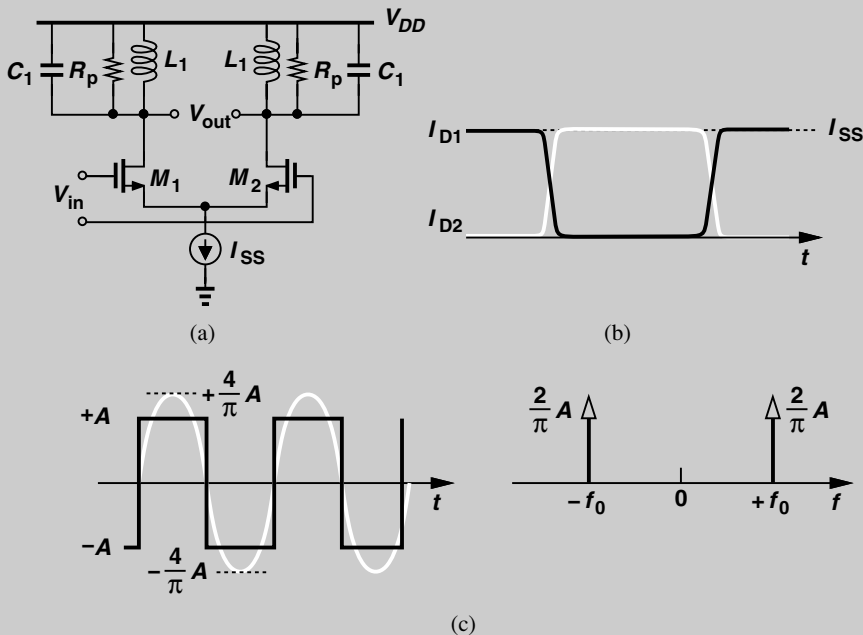 V_DD
C_1 R_p L_1 L_1 R_p C_1
V_out
V_in M_1 M_2
I_SS
(a)
I_D1 I_SS
I_D2
t
(b)
+A + 4/π A
t
−A − 4/π A
2/π A 2/π A
−f_0 0 +f_0 f
(c)